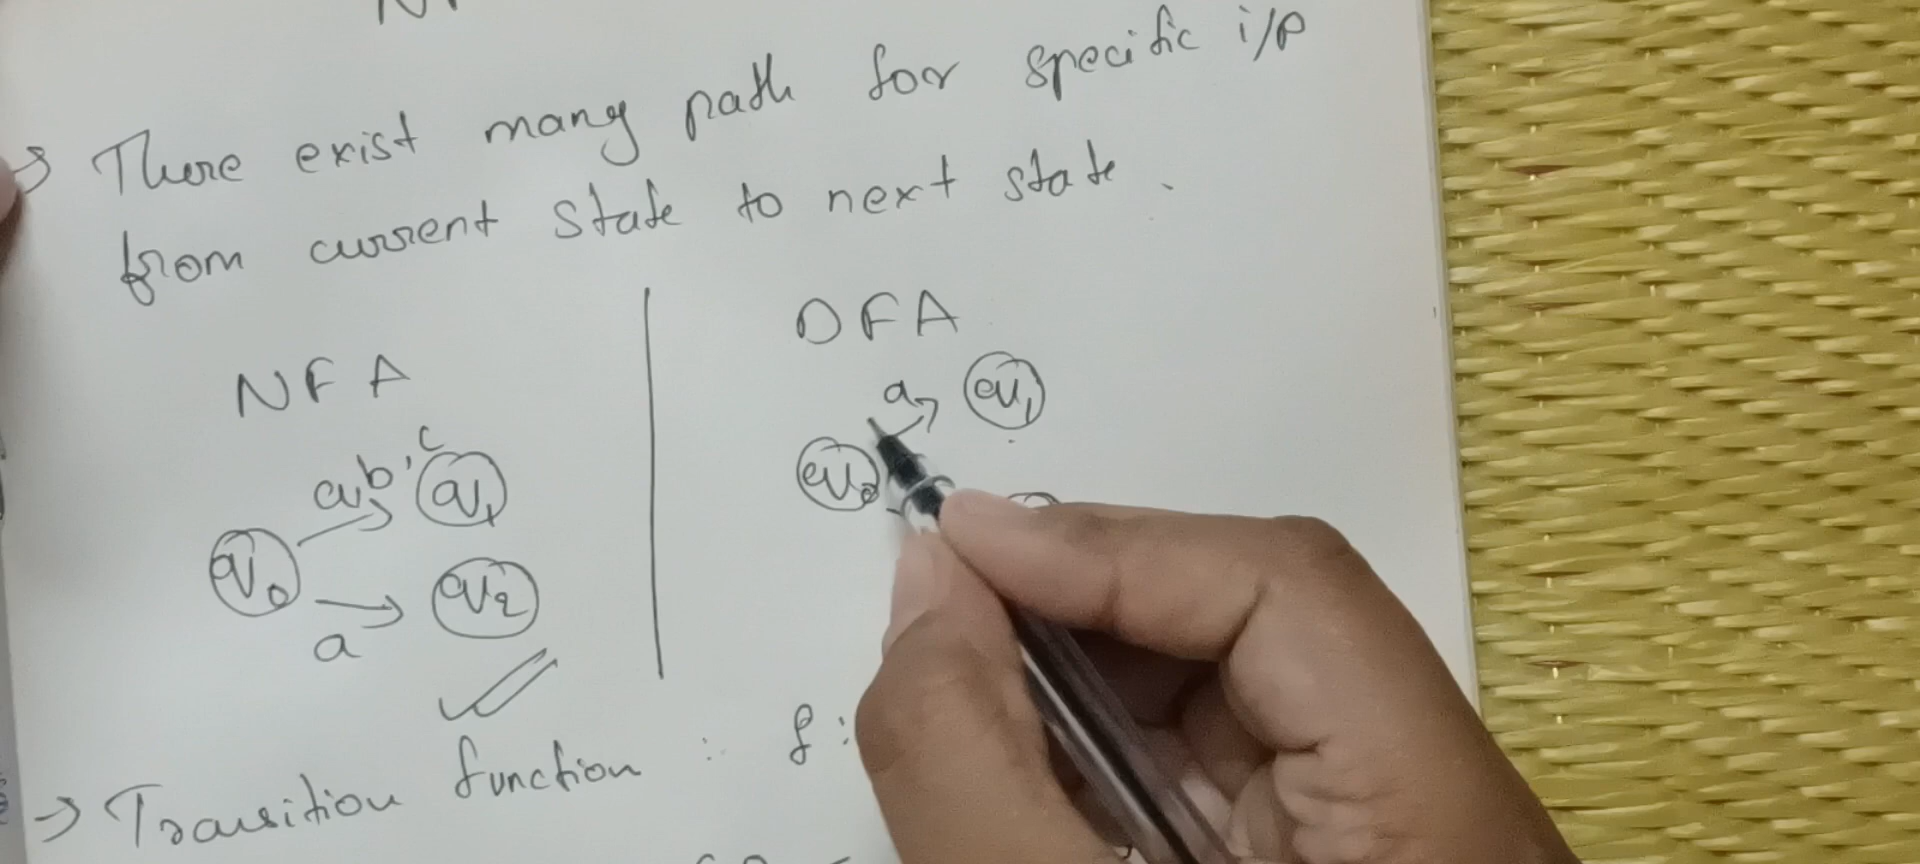 → There exist many path for specific i/p
from current state to next state.
NFA
DFA
a,b,c
q0
q1
a
q2
a
q0
q1
→ Transition function : δ :